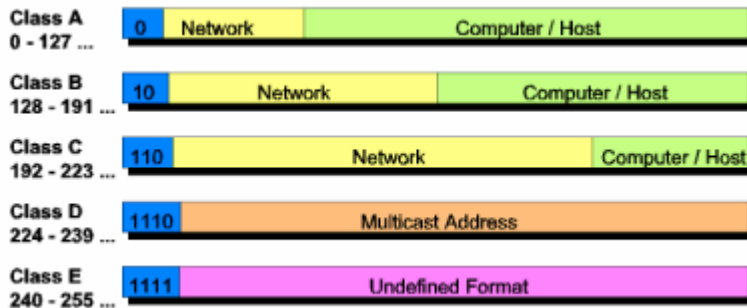 Class A
0 - 127 ...
0 Network Computer / Host
Class B
128 - 191 ...
10 Network Computer / Host
Class C
192 - 223 ...
110 Network Computer / Host
Class D
224 - 239 ...
1110 Multicast Address
Class E
240 - 255 ...
1111 Undefined Format